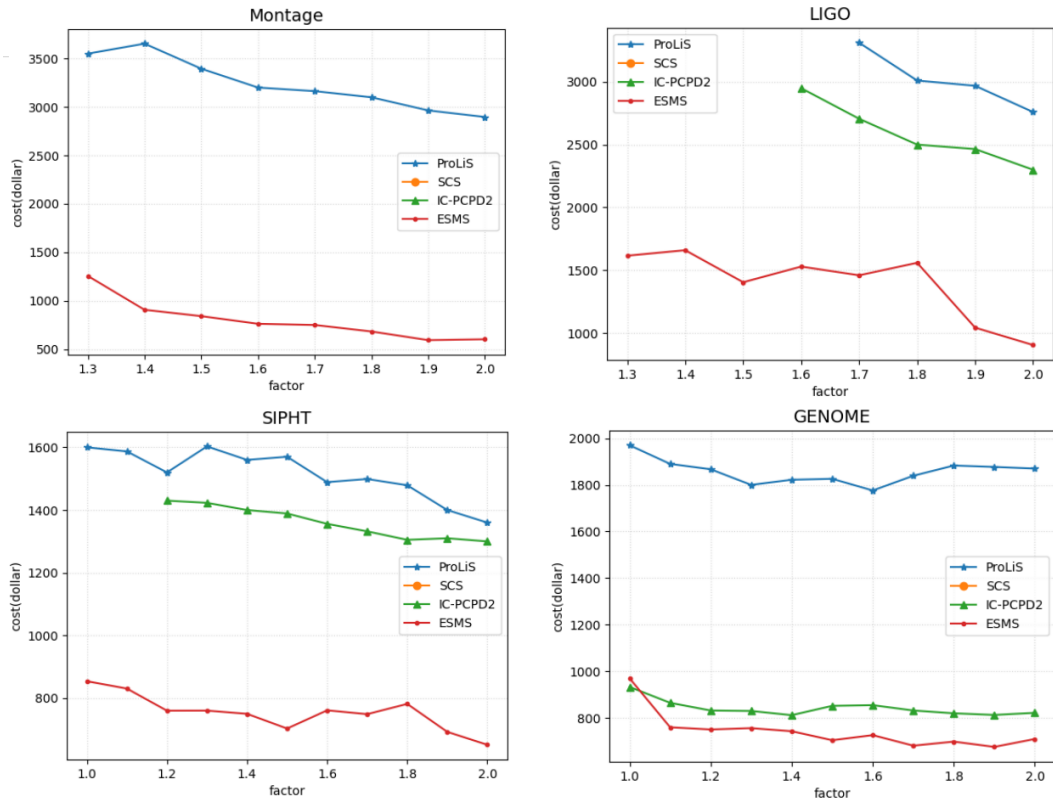 Montage
3500
3000
2500
2000
1500
1000
500
cost(dollar)
1.3 1.4 1.5 1.6 1.7 1.8 1.9 2.0
factor
ProLiS
SCS
IC-PCPD2
ESMS
LIGO
3000
2500
2000
1500
1000
cost(dollar)
1.3 1.4 1.5 1.6 1.7 1.8 1.9 2.0
factor
ProLiS
SCS
IC-PCPD2
ESMS
SIPHT
1600
1400
1200
1000
800
cost(dollar)
1.0 1.2 1.4 1.6 1.8 2.0
factor
ProLiS
SCS
IC-PCPD2
ESMS
GENOME
2000
1800
1600
1400
1200
1000
800
cost(dollar)
1.0 1.2 1.4 1.6 1.8 2.0
factor
ProLiS
SCS
IC-PCPD2
ESMS